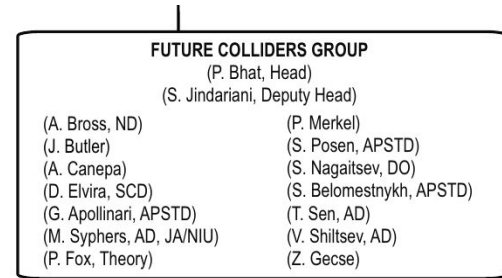 FUTURE COLLIDERS GROUP
(P. Bhat, Head)
(S. Jindariani, Deputy Head)
(A. Bross, ND)
(J. Butler)
(A. Canepa)
(D. Elvira, SCD)
(G. Apollinari, APSTD)
(M. Syphers, AD, JA/NIU)
(P. Fox, Theory)
(P. Merkel)
(S. Posen, APSTD)
(S. Nagaitsev, DO)
(S. Belomestnykh, APSTD)
(T. Sen, AD)
(V. Shiltsev, AD)
(Z. Gecse)